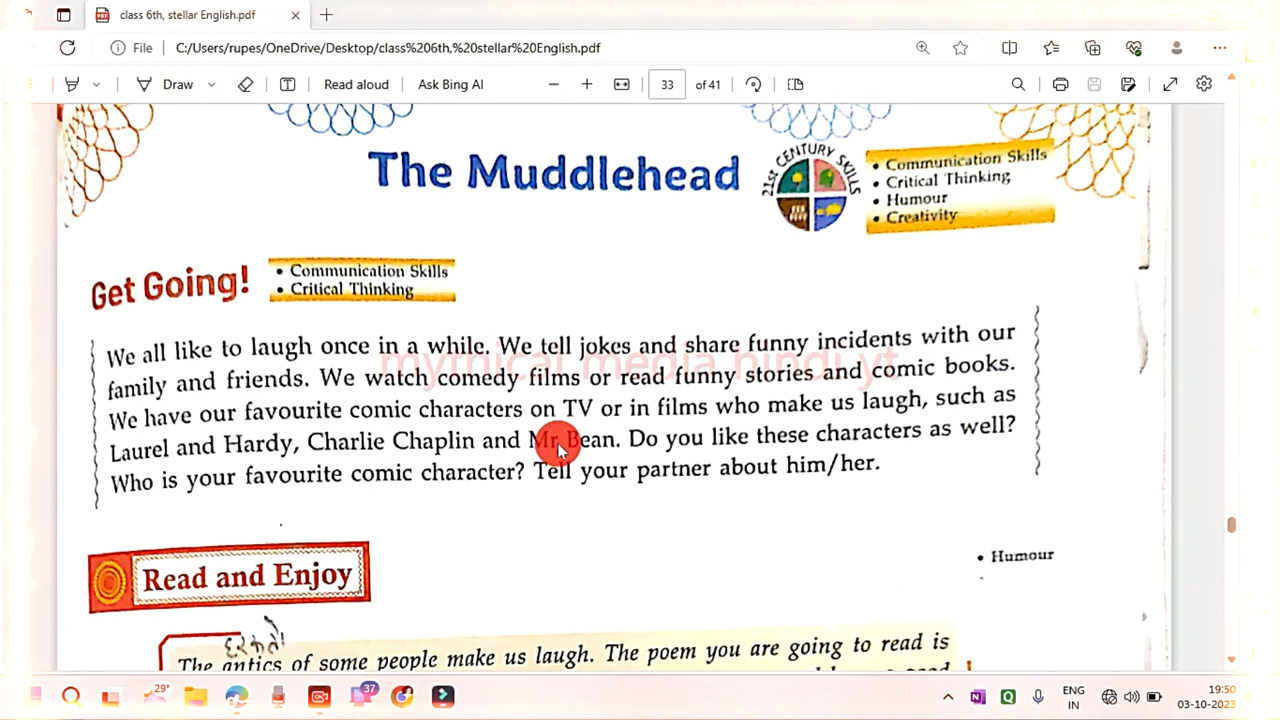 class 6th, stellar English.pdf
File C:/Users/rupes/OneDrive/Desktop/class%206th,%20stellar%20English.pdf
Draw Read aloud Ask Bing AI 33 of 41
The Muddlehead
21st CENTURY SKILLS
• Communication Skills
• Critical Thinking
• Humour
• Creativity
Get Going!
• Communication Skills
• Critical Thinking
We all like to laugh once in a while. We tell jokes and share funny incidents with our
family and friends. We watch comedy films or read funny stories and comic books.
We have our favourite comic characters on TV or in films who make us laugh, such as
Laurel and Hardy, Charlie Chaplin and Mr Bean. Do you like these characters as well?
Who is your favourite comic character? Tell your partner about him/her.
mythical media hindi yt
• Humour
Read and Enjoy
हरकतें
The antics of some people make us laugh. The poem you are going to read is
29° 37 ENG 19:50
IN 03-10-2023